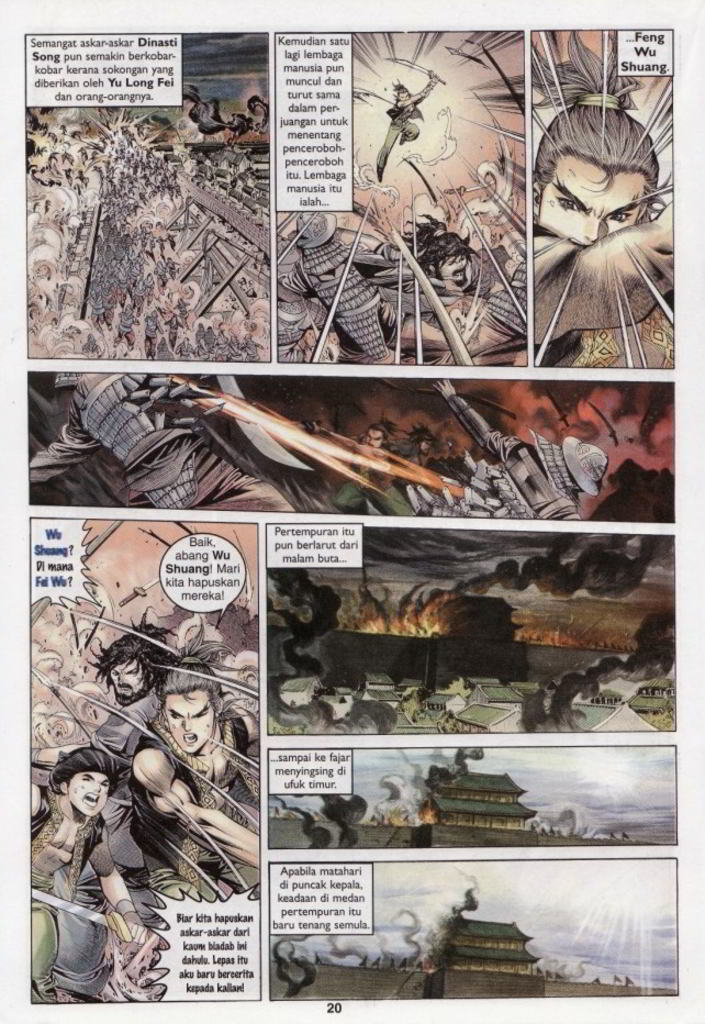 Semangat askar-askar Dinasti
Song pun semakin berkobar-
kobar kerana sokongan yang
diberikan oleh Yu Long Fei
dan orang-orangnya.
Kemudian satu
lagi lembaga
manusia pun
muncul dan
turut sama
dalam per-
juangan untuk
menentang
penceroboh-
penceroboh
itu. Lembaga
manusia itu
ialah...
...Feng
Wu
Shuang.
Wu
Shuang?
Di mana
Fei Wu?
Baik,
abang Wu
Shuang! Mari
kita hapuskan
mereka!
Biar kita hapuskan
askar-askar dari
kaum biadab ini
dahulu. Lepas itu
aku baru bercerita
kepada kalian!
Pertempuran itu
pun berlarut dari
malam buta...
...sampai ke fajar
menyingsing di
ufuk timur.
Apabila matahari
di puncak kepala,
keadaan di medan
pertempuran itu
baru tenang semula.
20